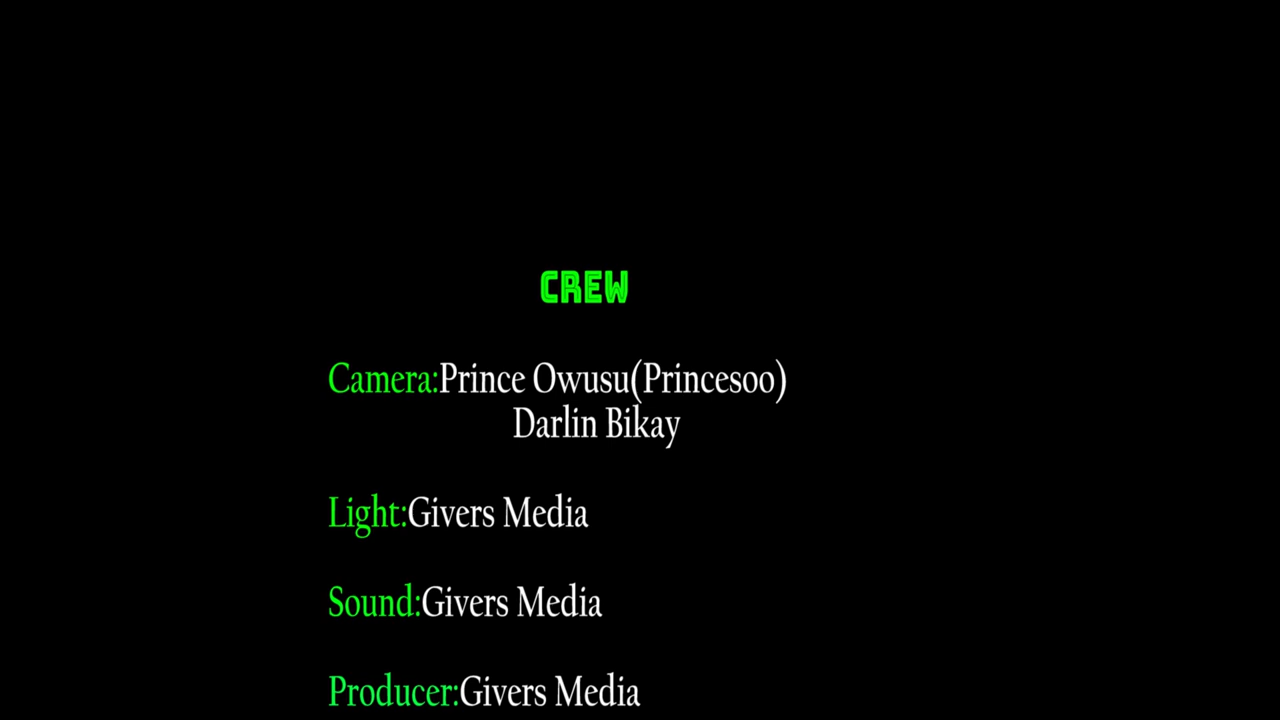 CREW
Camera:Prince Owusu(Princesoo)
Darlin Bikay
Light:Givers Media
Sound:Givers Media
Producer:Givers Media